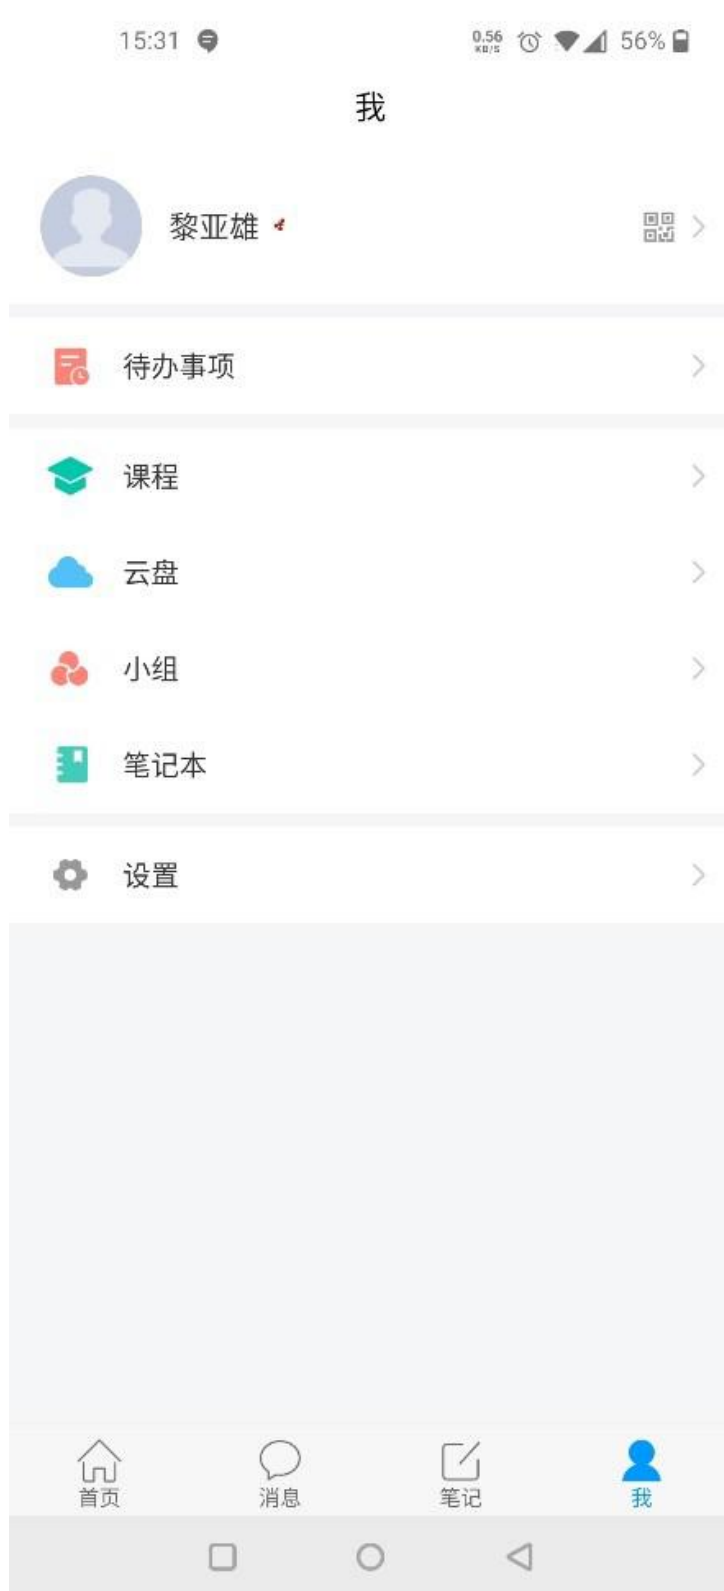 15:31
0.56
KB/S
56%
我
黎亚雄
待办事项
课程
云盘
小组
笔记本
设置
首页
消息
笔记
我